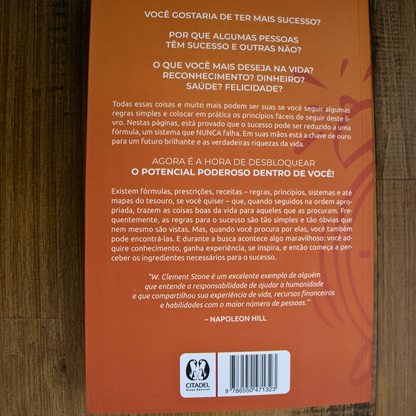 VOCÊ GOSTARIA DE TER MAIS SUCESSO?
POR QUE ALGUMAS PESSOAS
TÊM SUCESSO E OUTRAS NÃO?
O QUE VOCÊ MAIS DESEJA NA VIDA?
RECONHECIMENTO? DINHEIRO?
SAÚDE? FELICIDADE?
Todas essas coisas e muito mais podem ser suas se você seguir algumas
regras simples e colocar em prática os princípios fáceis de seguir deste li-
vro. Nestas páginas, está provado que o sucesso pode ser reduzido a uma
fórmula, um sistema que NUNCA falha. Em suas mãos está a chave de ouro
para um futuro brilhante e as verdadeiras riquezas da vida.
AGORA É A HORA DE DESBLOQUEAR
O POTENCIAL PODEROSO DENTRO DE VOCÊ!
Existem fórmulas, prescrições, receitas – regras, princípios, sistemas e até
mapas do tesouro, se você quiser – que, quando seguidos na ordem apro-
priada, trazem as coisas boas da vida para aqueles que as procuram. Fre-
quentemente, as regras para o sucesso são tão simples e tão óbvias que
nem mesmo são vistas. Mas, quando você procura por elas, você também
pode encontrá-las. E durante a busca acontece algo maravilhoso: você ad-
quire conhecimento, ganha experiência, se inspira, e então começa a per-
ceber os ingredientes necessários para o sucesso.
"W. Clement Stone é um excelente exemplo de alguém
que entende a responsabilidade de ajudar a humanidade
e que compartilhou sua experiência de vida, recursos financeiros
e habilidades com a maior número de pessoas."
– NAPOLEON HILL
CITADEL
Grupo Editorial
9 786550 471323